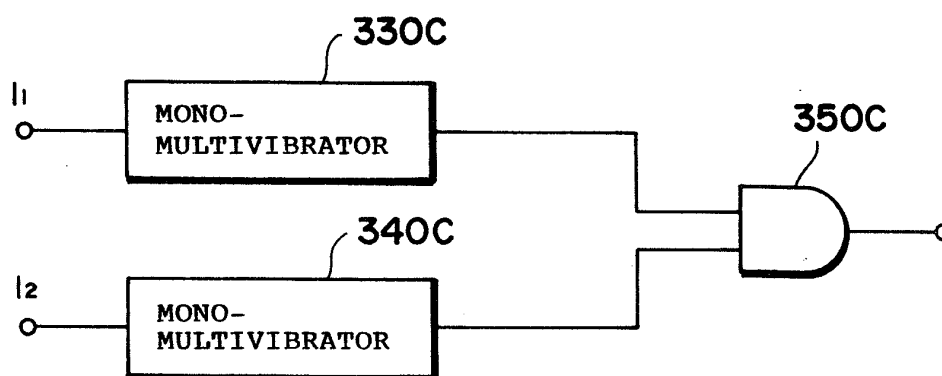 330C
I1
MONO-
MULTIVIBRATOR
350C
340C
I2
MONO-
MULTIVIBRATOR